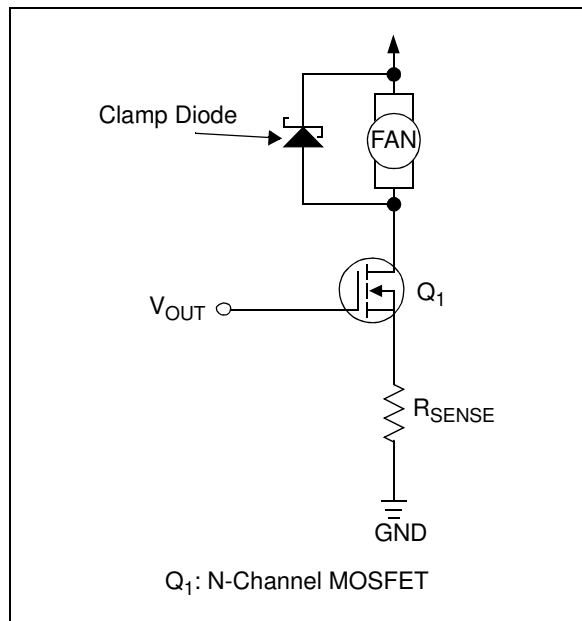 Clamp Diode
FAN
Q1
VOUT
RSENSE
GND
Q1: N-Channel MOSFET